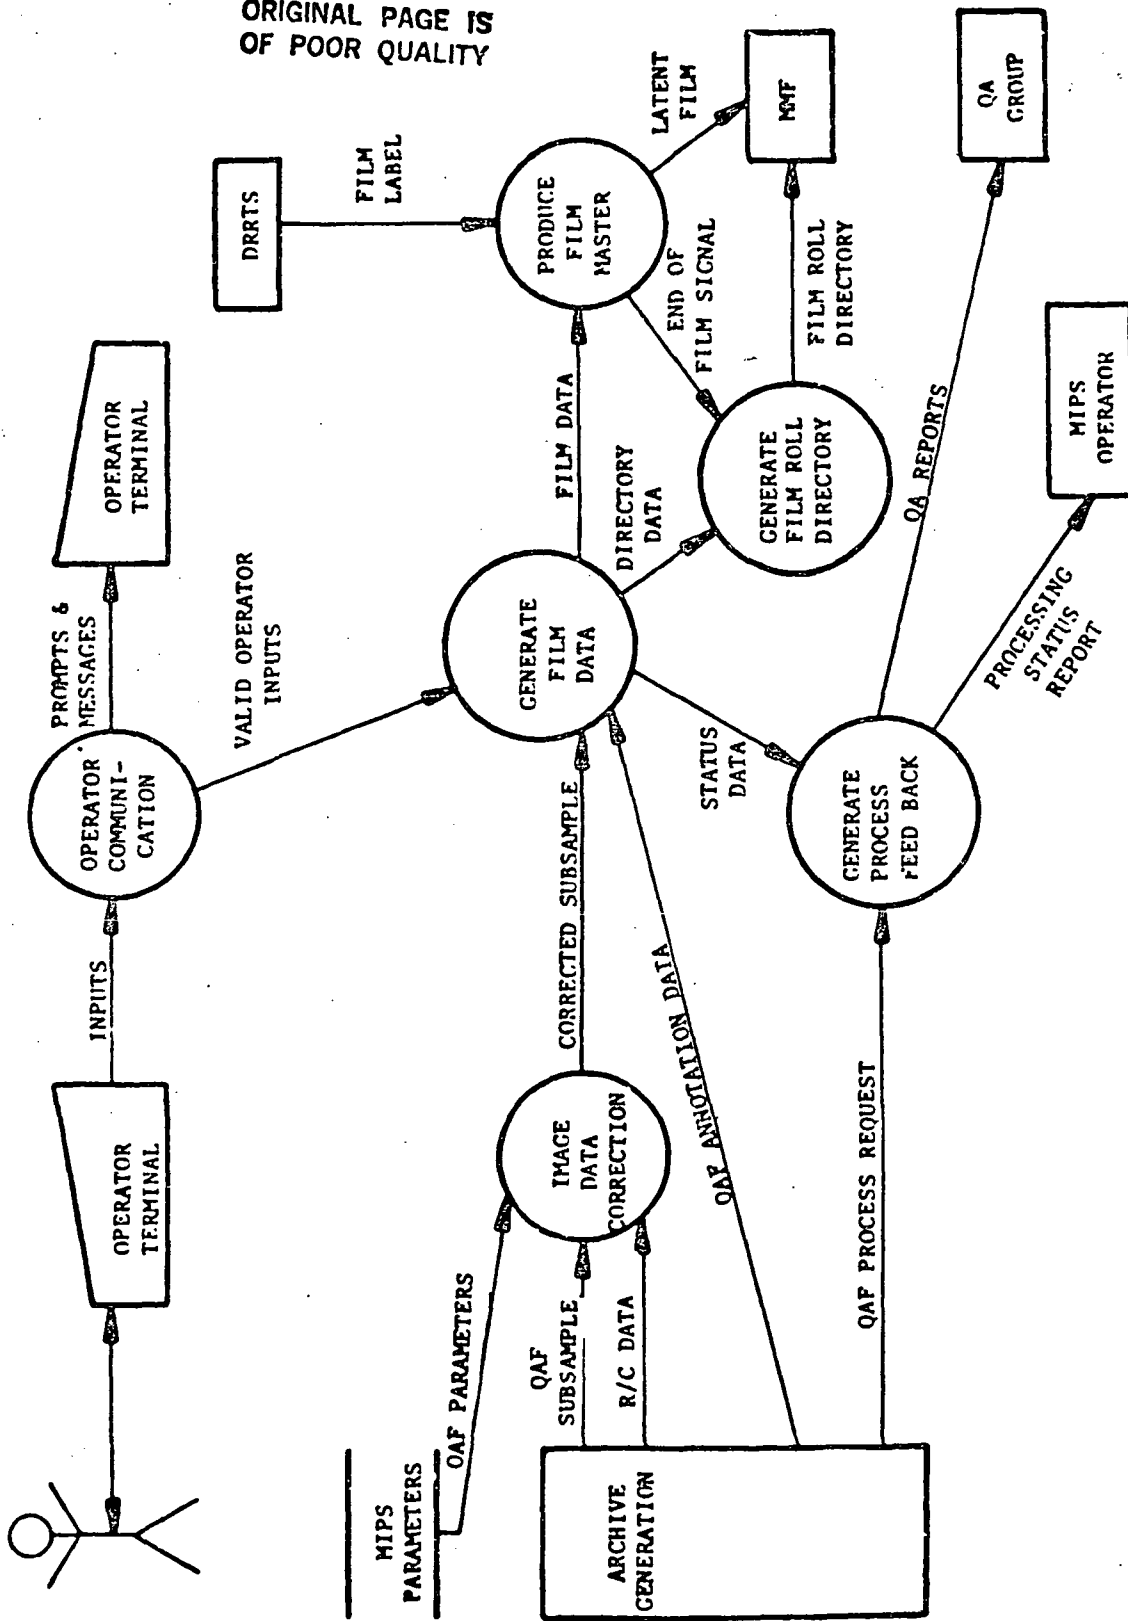 ORIGINAL PAGE IS
OF POOR QUALITY
OPERATOR
TERMINAL
INPUTS
OPERATOR
COMMUNI-
CATION
PROMPTS &
MESSAGES
OPERATOR
TERMINAL
VALID OPERATOR
INPUTS
DRRTS
FILM
LABEL
MIPS
PARAMETERS
OAF PARAMETERS
QAF
SUBSAMPLE
R/C DATA
IMAGE
DATA
CORRECTION
CORRECTED SUBSAMPLE
GENERATE
FILM
DATA
FILM DATA
PRODUCE
FILM
MASTER
LATENT
FILM
MMF
ARCHIVE
GENERATION
QAF ANNOTATION DATA
DIRECTORY
DATA
END OF
FILM SIGNAL
GENERATE
FILM ROLL
DIRECTORY
FILM ROLL
DIRECTORY
STATUS
DATA
QAF PROCESS REQUEST
GENERATE
PROCESS
FEED BACK
QA REPORTS
QA
GROUP
PROCESSING
STATUS
REPORT
MIPS
OPERATOR